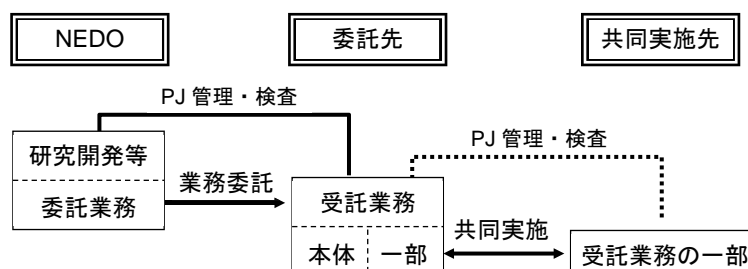 NEDO
委託先
共同実施先
PJ 管理・検査
PJ 管理・検査
研究開発等
委託業務
業務委託
受託業務
本体
一部
共同実施
受託業務の一部